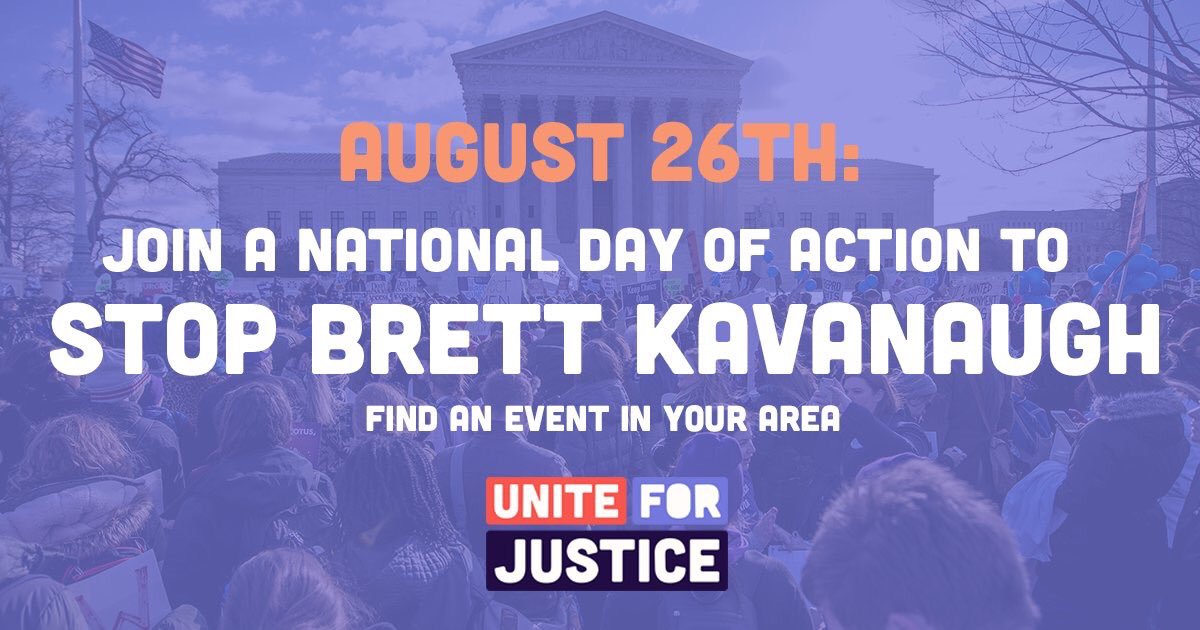 AUGUST 26TH:
JOIN A NATIONAL DAY OF ACTION TO
STOP BRETT KAVANAUGH
FIND AN EVENT IN YOUR AREA
UNITE FOR
JUSTICE